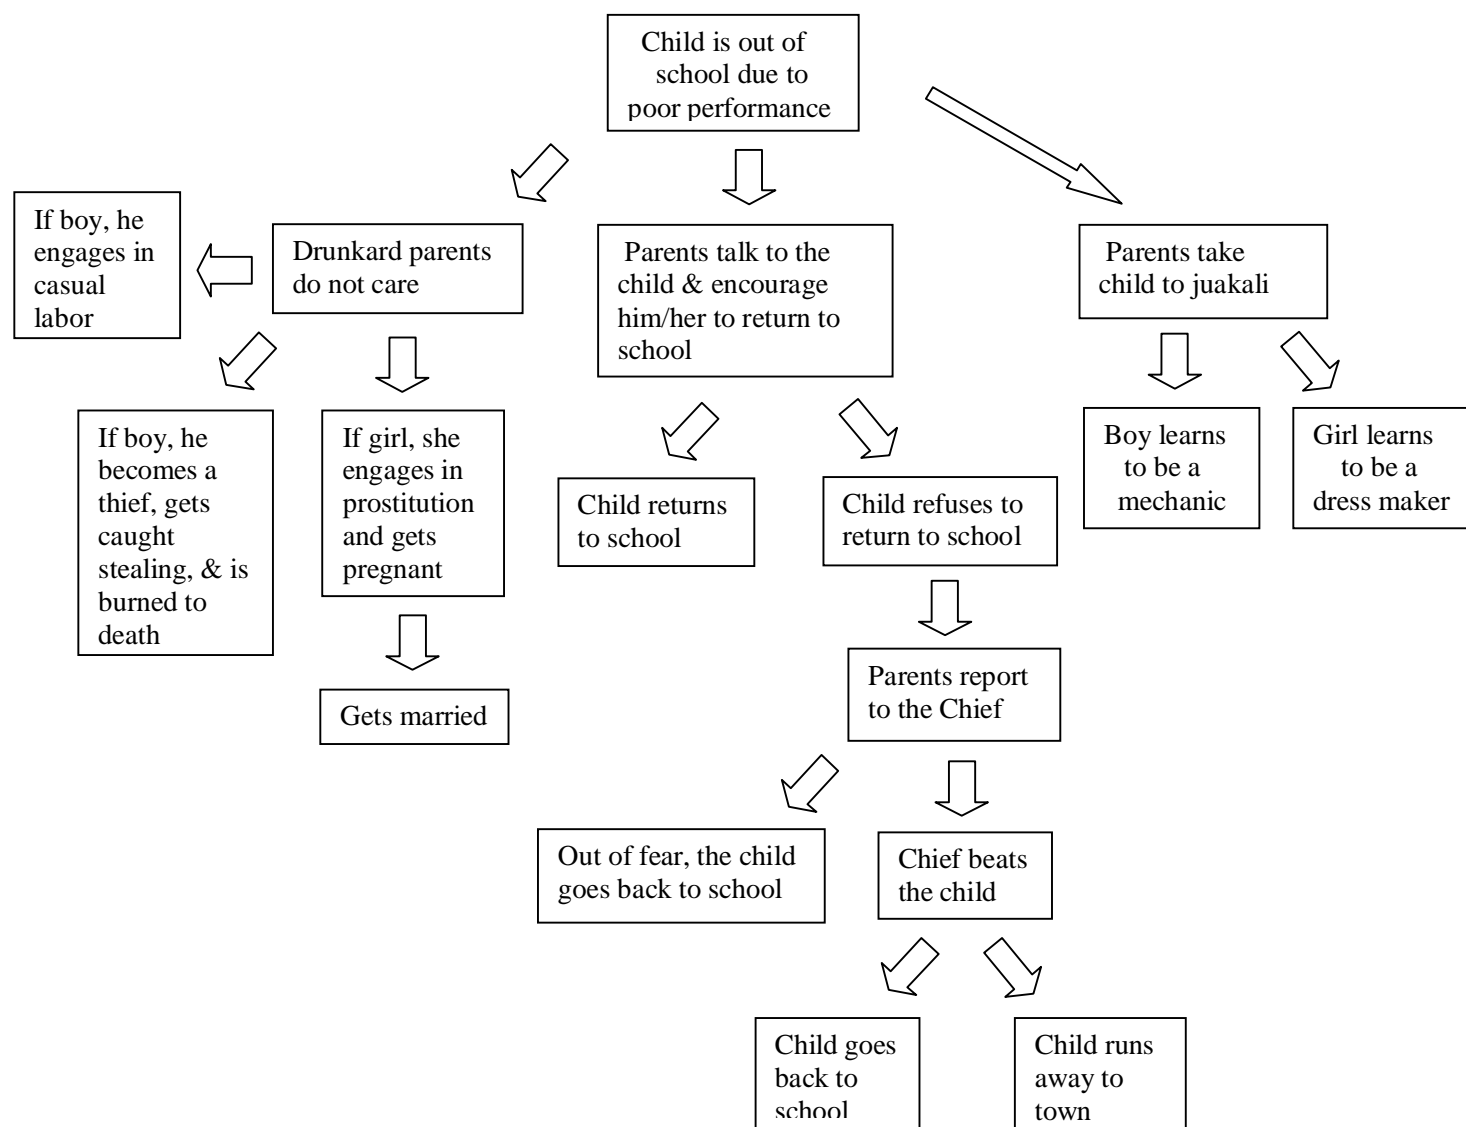 Child is out of
school due to
poor performance
If boy, he
engages in
casual
labor
Drunkard parents
do not care
Parents talk to the
child & encourage
him/her to return to
school
Parents take
child to juakali
If boy, he
becomes a
thief, gets
caught
stealing, & is
burned to
death
If girl, she
engages in
prostitution
and gets
pregnant
Child returns
to school
Child refuses to
return to school
Boy learns
to be a
mechanic
Girl learns
to be a
dress maker
Gets married
Parents report
to the Chief
Out of fear, the child
goes back to school
Chief beats
the child
Child goes
back to
school
Child runs
away to
town